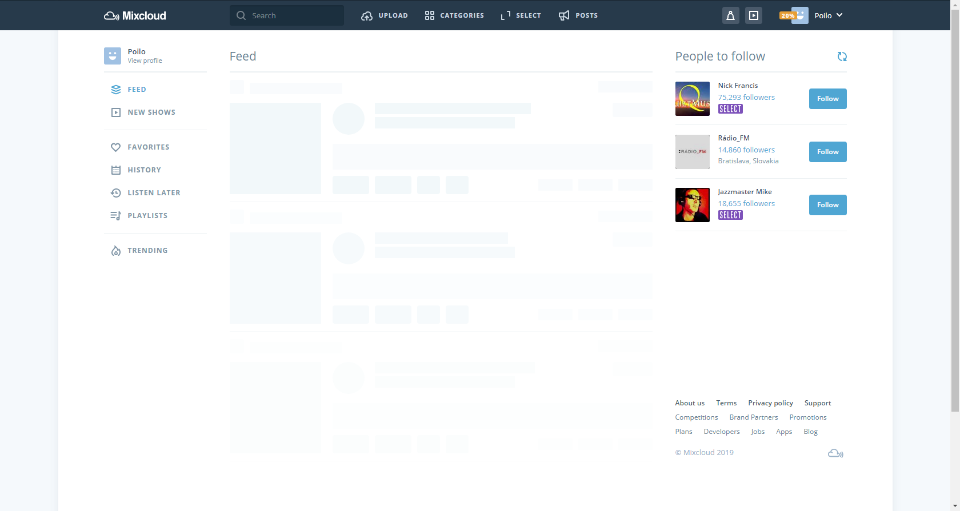 Mixcloud
Search
UPLOAD
CATEGORIES
SELECT
POSTS
28%
Poilo
Poilo
View profile
FEED
NEW SHOWS
FAVORITES
HISTORY
LISTEN LATER
PLAYLISTS
TRENDING
Feed
People to follow
Nick Francis
75,293 followers
SELECT
Follow
Rádio_FM
14,860 followers
Bratislava, Slovakia
Follow
Jazzmaster Mike
18,655 followers
SELECT
Follow
About us Terms Privacy policy Support
Competitions Brand Partners Promotions
Plans Developers Jobs Apps Blog
© Mixcloud 2019